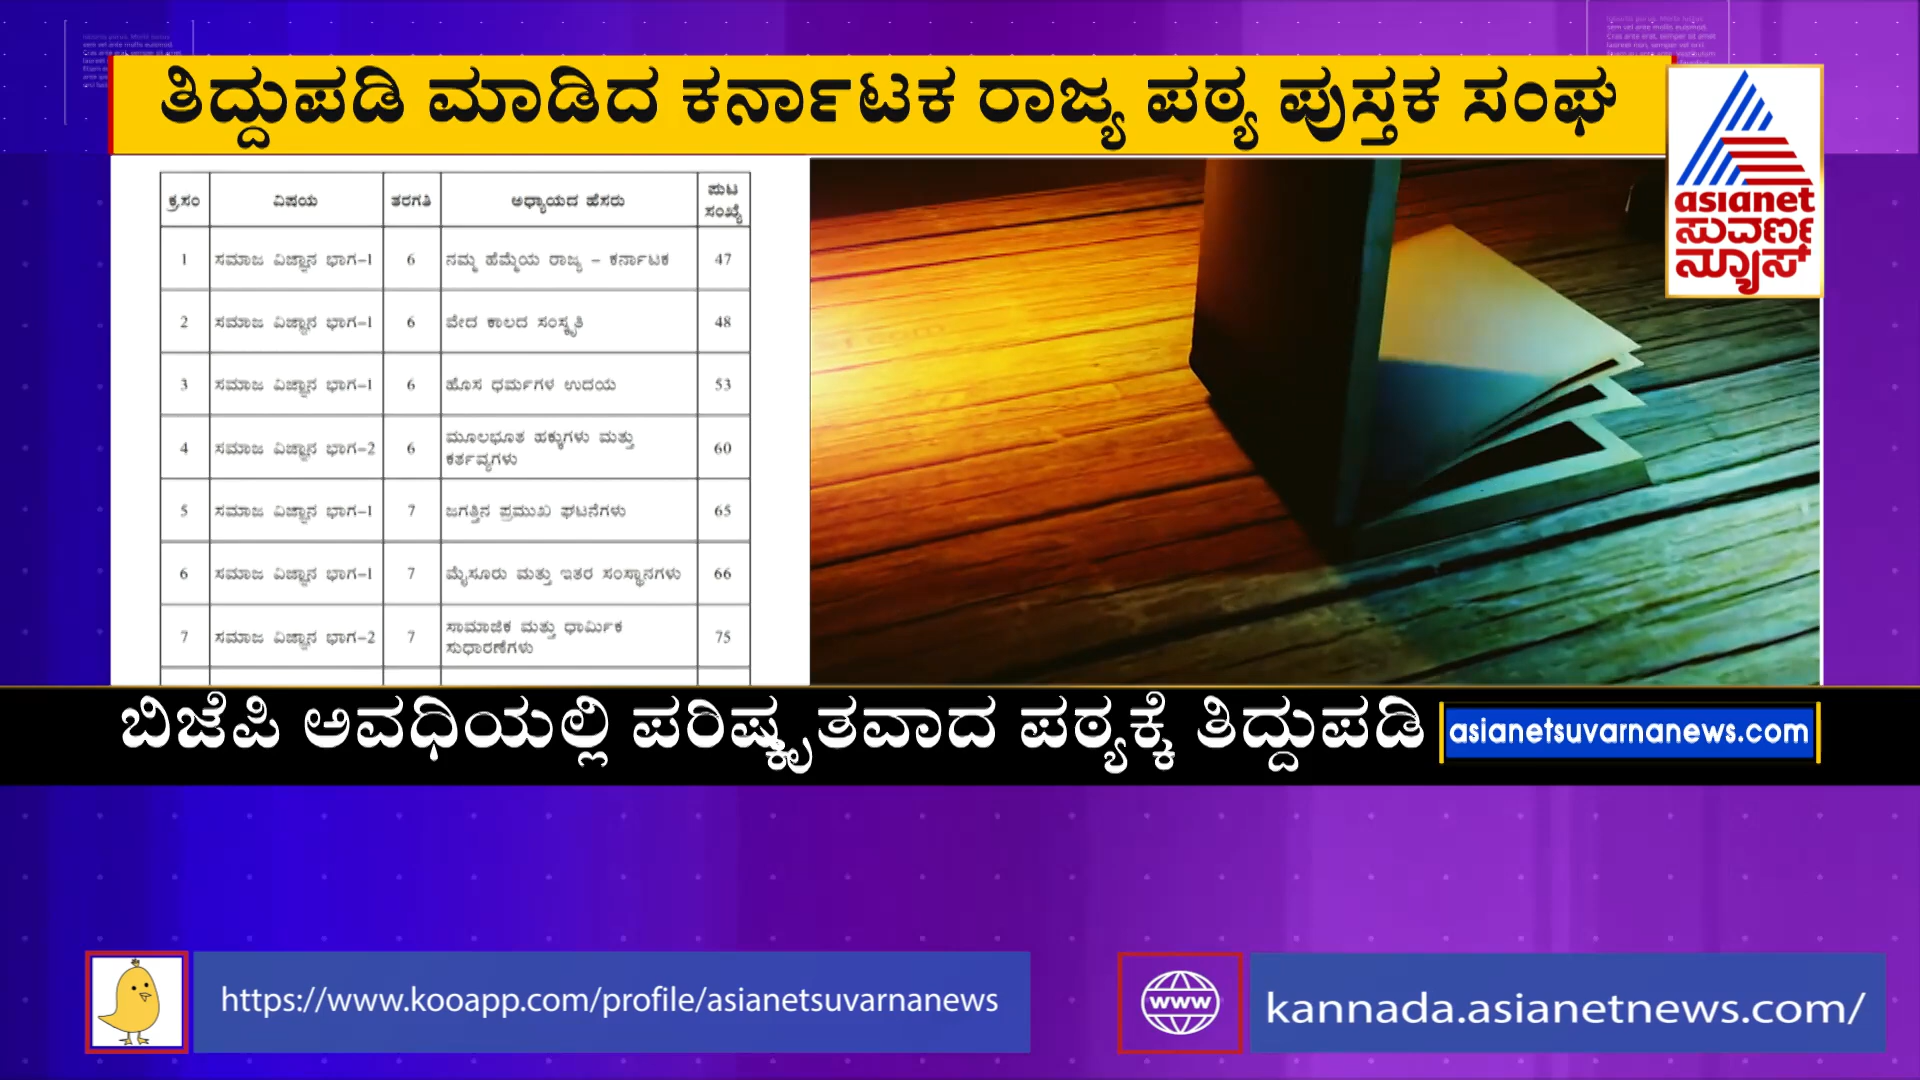 ತಿದ್ದುಪಡಿ ಮಾಡಿದ ಕರ್ನಾಟಕ ರಾಜ್ಯ ಪಠ್ಯ ಪುಸ್ತಕ ಸಂಘ
asianet
ಸುವರ್ಣ
ನ್ಯೂಸ್
ಕ್ರ.ಸಂ ವಿಷಯ ತರಗತಿ ಅಧ್ಯಾಯದ ಹೆಸರು ಪುಟ ಸಂಖ್ಯೆ
1 ಸಮಾಜ ವಿಜ್ಞಾನ ಭಾಗ-1 6 ನಮ್ಮ ಹೆಮ್ಮೆಯ ರಾಜ್ಯ – ಕರ್ನಾಟಕ 47
2 ಸಮಾಜ ವಿಜ್ಞಾನ ಭಾಗ-1 6 ವೇದ ಕಾಲದ ಸಂಸ್ಕೃತಿ 48
3 ಸಮಾಜ ವಿಜ್ಞಾನ ಭಾಗ-1 6 ಹೊಸ ಧರ್ಮಗಳ ಉದಯ 53
4 ಸಮಾಜ ವಿಜ್ಞಾನ ಭಾಗ-2 6 ಮೂಲಭೂತ ಹಕ್ಕುಗಳು ಮತ್ತು ಕರ್ತವ್ಯಗಳು 60
5 ಸಮಾಜ ವಿಜ್ಞಾನ ಭಾಗ-1 7 ಜಗತ್ತಿನ ಪ್ರಮುಖ ಘಟನೆಗಳು 65
6 ಸಮಾಜ ವಿಜ್ಞಾನ ಭಾಗ-1 7 ಮೈಸೂರು ಮತ್ತು ಇತರ ಸಂಸ್ಥಾನಗಳು 66
7 ಸಮಾಜ ವಿಜ್ಞಾನ ಭಾಗ-2 7 ಸಾಮಾಜಿಕ ಮತ್ತು ಧಾರ್ಮಿಕ ಸುಧಾರಣೆಗಳು 75
ಬಿಜೆಪಿ ಅವಧಿಯಲ್ಲಿ ಪರಿಷ್ಕೃತವಾದ ಪಠ್ಯಕ್ಕೆ ತಿದ್ದುಪಡಿ
asianetsuvarnanews.com
https://www.kooapp.com/profile/asianetsuvarnanews
www
kannada.asianetnews.com/